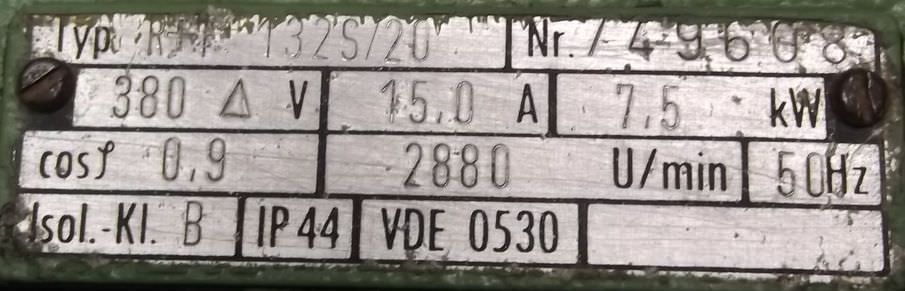 Typ 132S/20 Nr. 749608
380 Δ V 15,0 A 7,5 kW
cosφ 0,9 2880 U/min 50Hz
Isol.-Kl. B IP44 VDE 0530